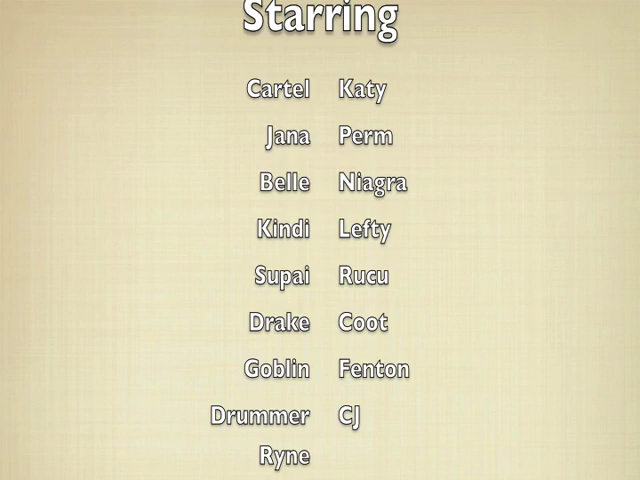 Starring
Cartel Katy
Jana Perm
Belle Niagra
Kindi Lefty
Supai Rucu
Drake Coot
Goblin Fenton
Drummer CJ
Ryne